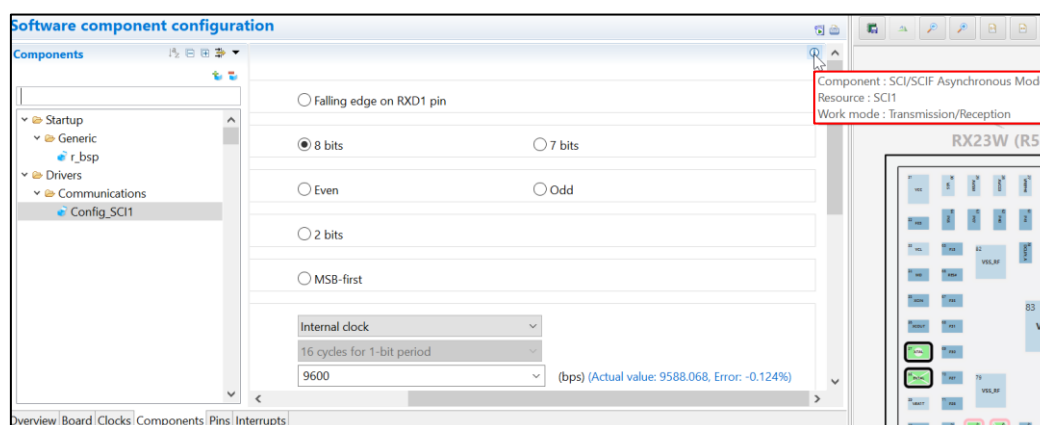 Software component configuration
Components
Falling edge on RXD1 pin
Component : SCI/SCIF Asynchronous Mod
Resource : SCI1
Work mode : Transmission/Reception
Startup
Generic
r_bsp
Drivers
Communications
Config_SCI1
8 bits
7 bits
Even
Odd
2 bits
MSB-first
Internal clock
16 cycles for 1-bit period
9600
(bps) (Actual value: 9588.068, Error: -0.124%)
RX23W (R5
82
VSS_RF
83
79
VSS_RF
Overview Board Clocks Components Pins Interrupts